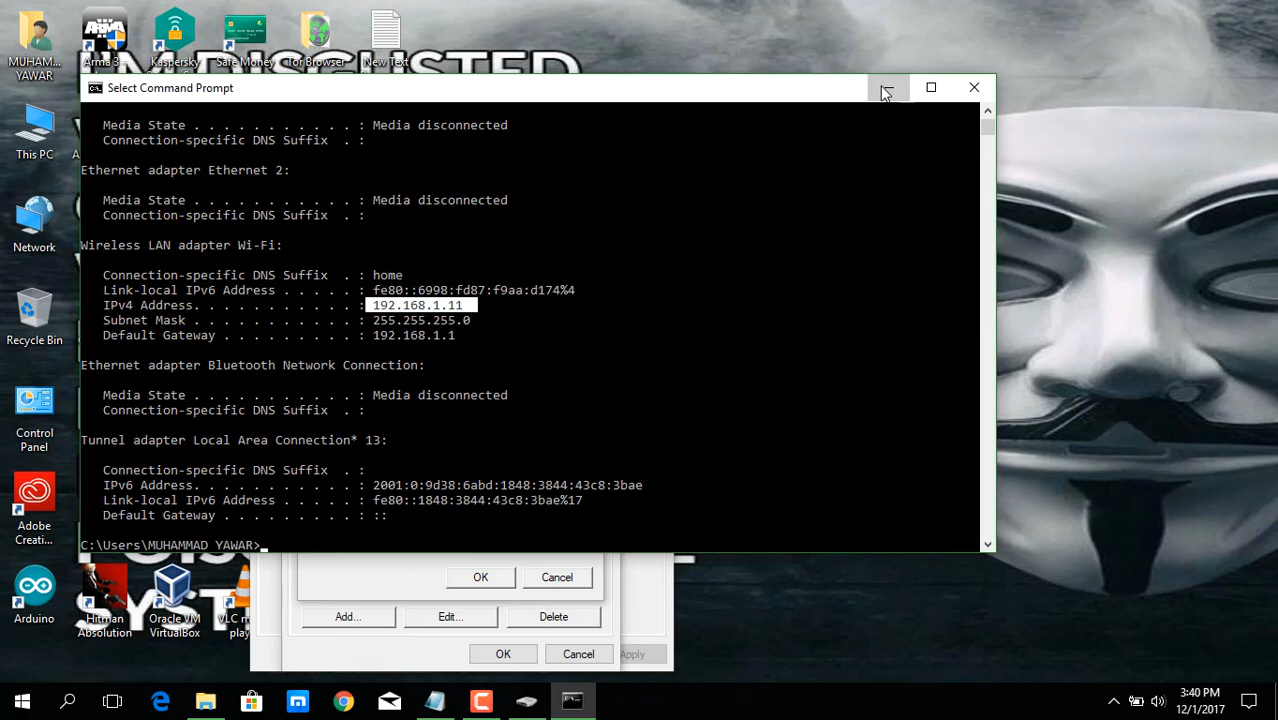 MUHAM...
YAWAR
Arma 3
Kaspersky
Safe Money
Tor Browser
New Text
I'M DISGUSTED
Select Command Prompt
Media State . . . . . . . . . . . : Media disconnected
Connection-specific DNS Suffix  . :
Ethernet adapter Ethernet 2:
Media State . . . . . . . . . . . : Media disconnected
Connection-specific DNS Suffix  . :
Wireless LAN adapter Wi-Fi:
Connection-specific DNS Suffix  . : home
Link-local IPv6 Address . . . . . : fe80::6998:fd87:f9aa:d174%4
IPv4 Address. . . . . . . . . . . : 192.168.1.11
Subnet Mask . . . . . . . . . . . : 255.255.255.0
Default Gateway . . . . . . . . . : 192.168.1.1
Ethernet adapter Bluetooth Network Connection:
Media State . . . . . . . . . . . : Media disconnected
Connection-specific DNS Suffix  . :
Tunnel adapter Local Area Connection* 13:
Connection-specific DNS Suffix  . :
IPv6 Address. . . . . . . . . . . : 2001:0:9d38:6abd:1848:3844:43c8:3bae
Link-local IPv6 Address . . . . . : fe80::1848:3844:43c8:3bae%17
Default Gateway . . . . . . . . . : ::
C:\Users\MUHAMMAD YAWAR>
This PC
Network
Recycle Bin
Control
Panel
Adobe
Creati...
OK
Cancel
Add...
Edit...
Delete
OK
Cancel
Apply
Arduino
Hitman
Absolution
Oracle VM
VirtualBox
VLC m
play
3:40 PM
12/1/2017